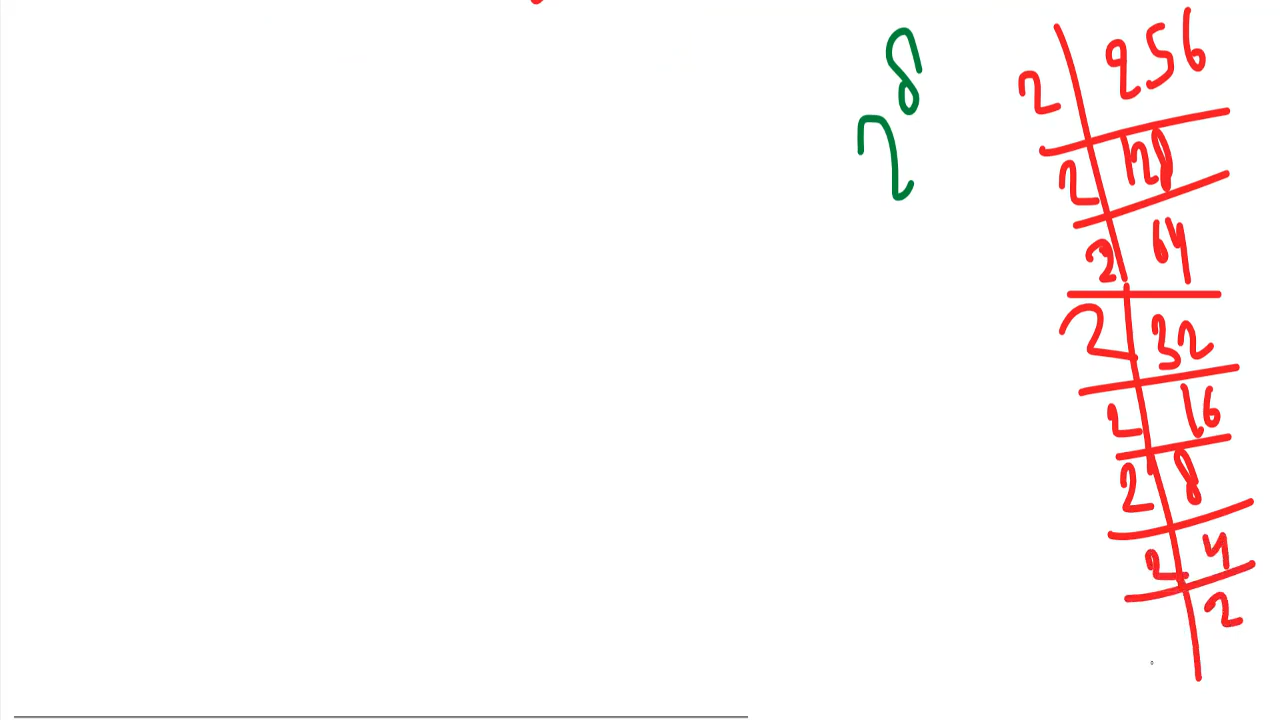 2^8
2 | 256
2 | 128
2 | 64
2 | 32
2 | 16
2 | 8
2 | 4
2